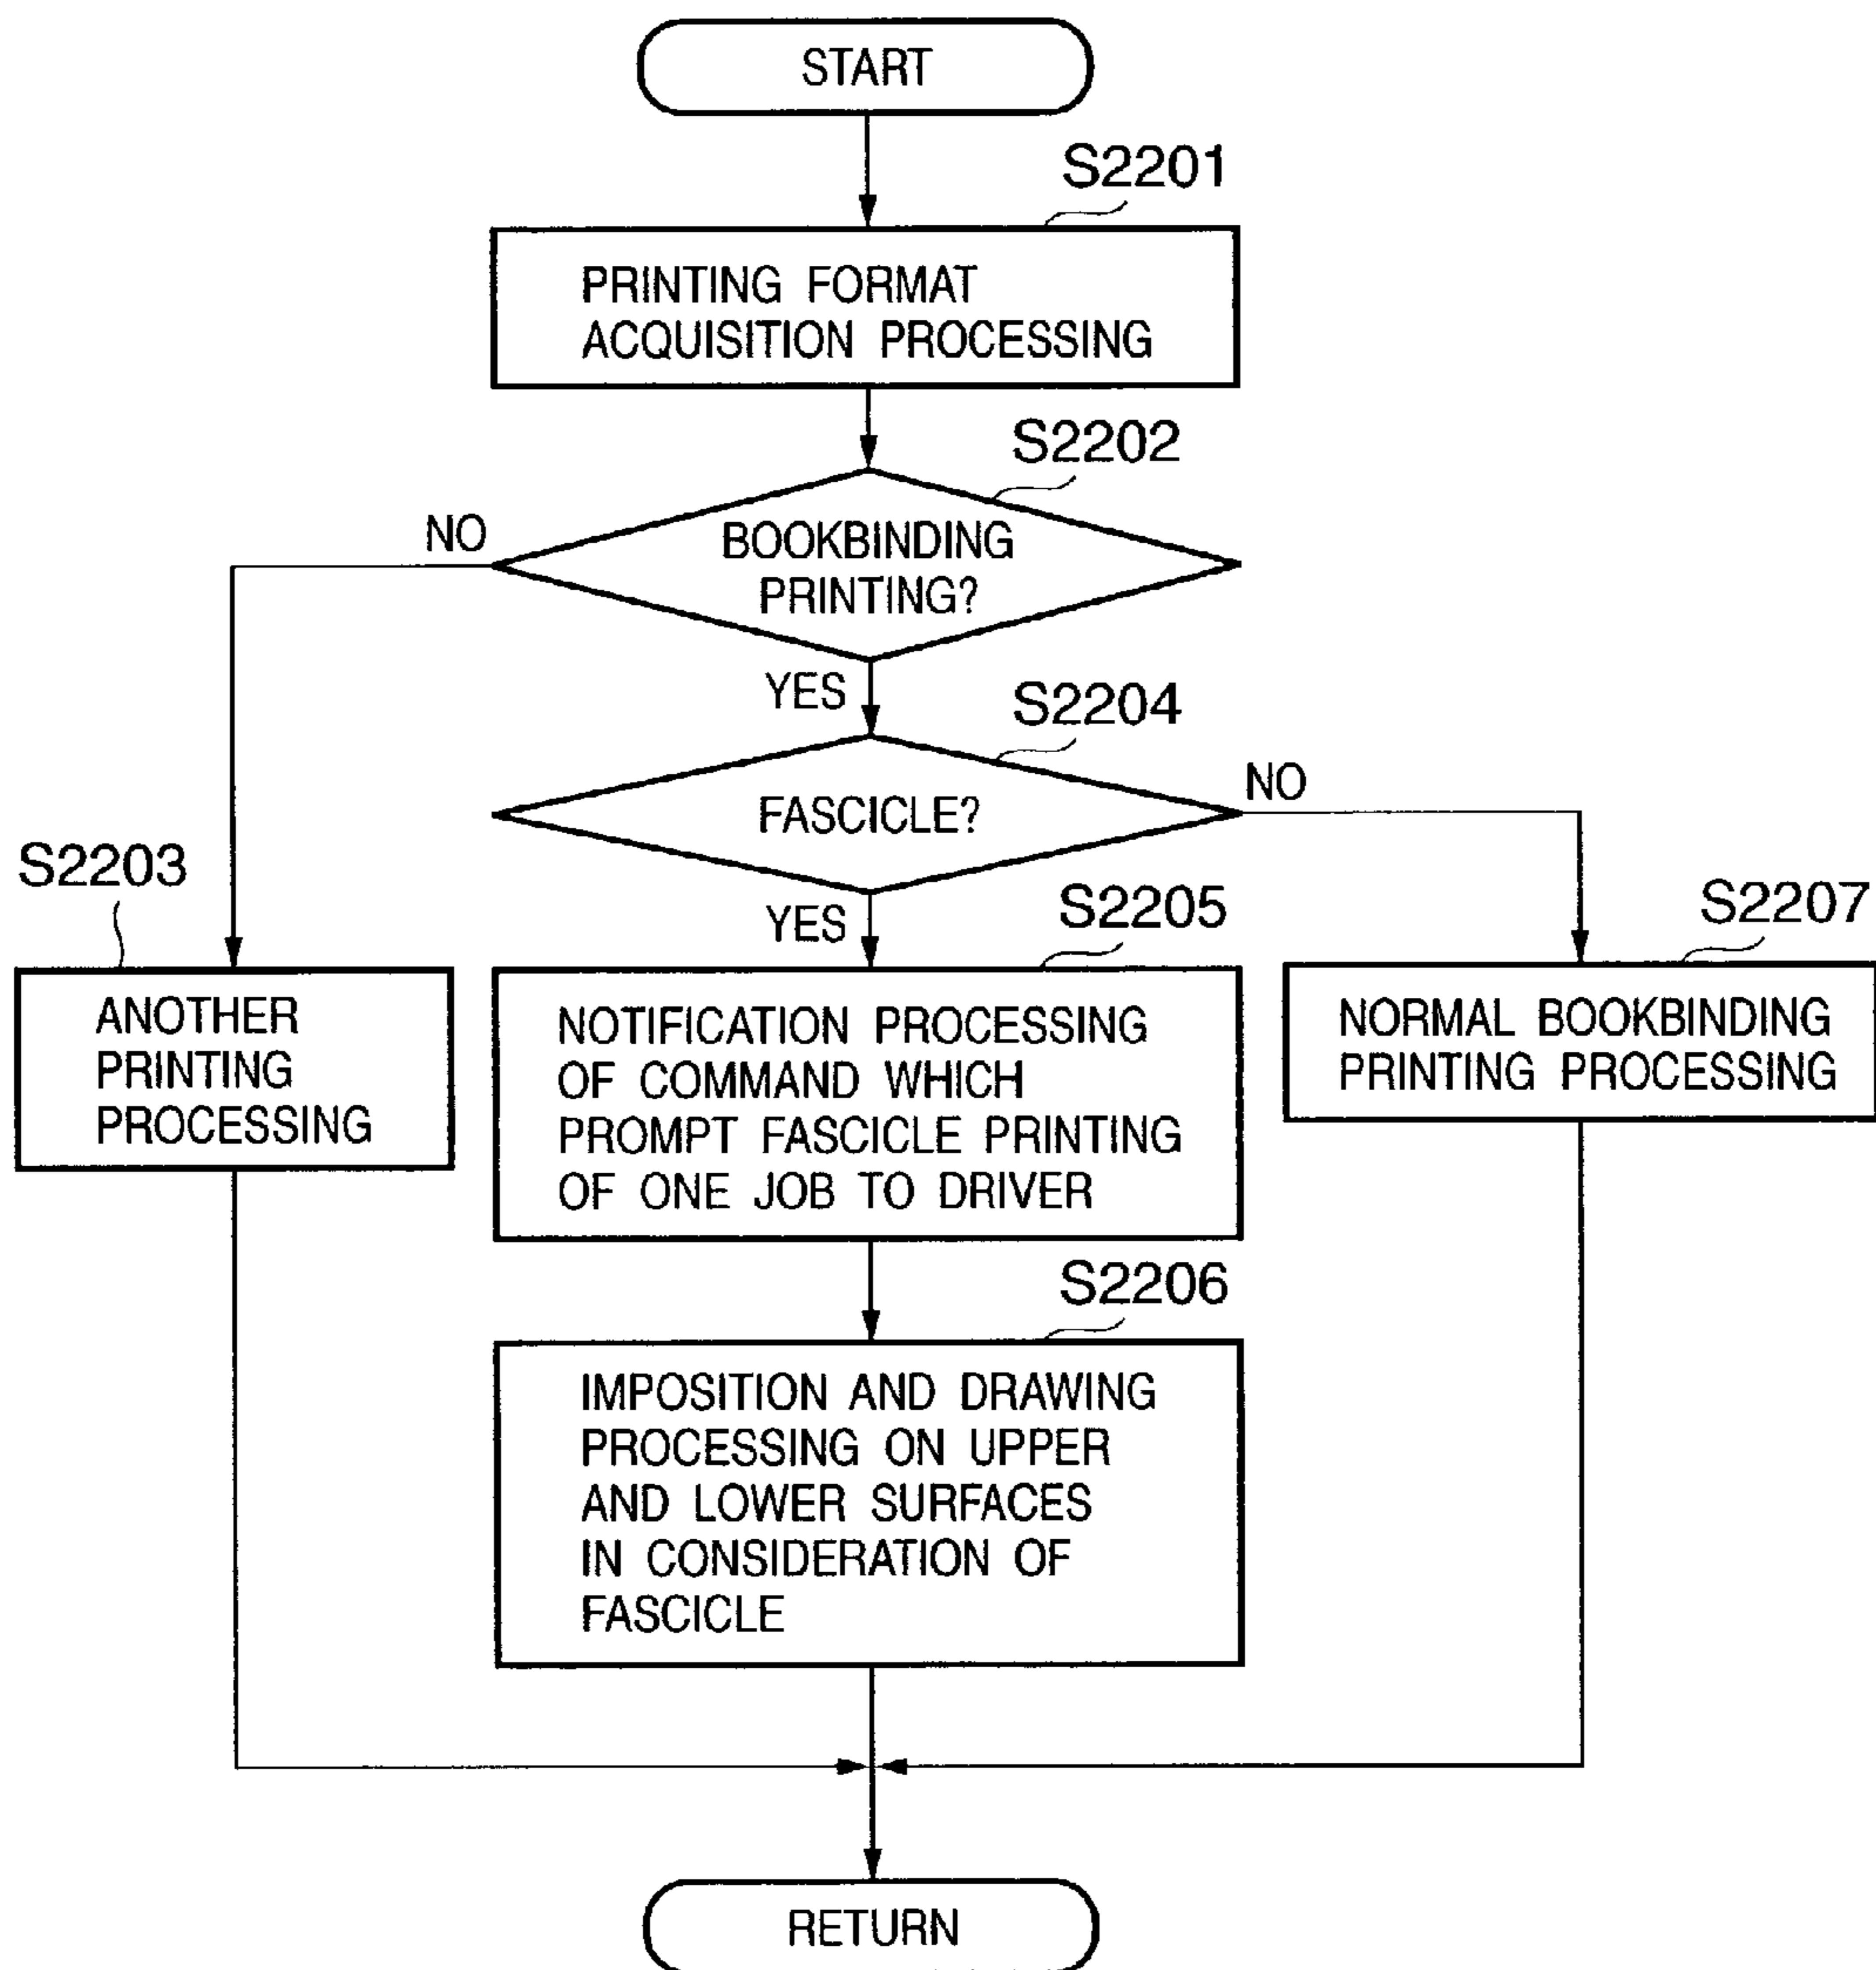 START
S2201
PRINTING FORMAT
ACQUISITION PROCESSING
S2202
NO
BOOKBINDING
PRINTING?
YES
S2204
NO
FASCICLE?
S2203
YES
S2205
S2207
ANOTHER
PRINTING
PROCESSING
NOTIFICATION PROCESSING
OF COMMAND WHICH
PROMPT FASCICLE PRINTING
OF ONE JOB TO DRIVER
NORMAL BOOKBINDING
PRINTING PROCESSING
S2206
IMPOSITION AND DRAWING
PROCESSING ON UPPER
AND LOWER SURFACES
IN CONSIDERATION OF
FASCICLE
RETURN